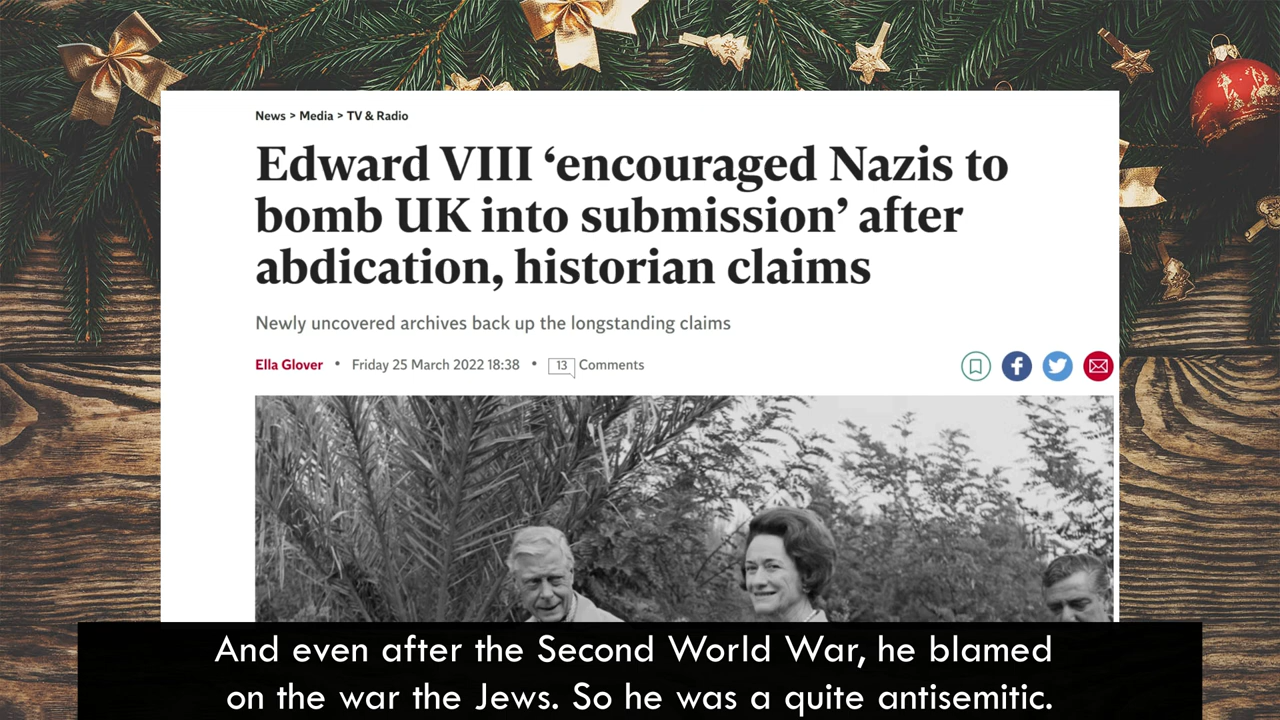 News > Media > TV & Radio
Edward VIII ‘encouraged Nazis to
bomb UK into submission’ after
abdication, historian claims
Newly uncovered archives back up the longstanding claims
Ella Glover • Friday 25 March 2022 18:38 • 13 Comments
And even after the Second World War, he blamed
on the war the Jews. So he was a quite antisemitic.